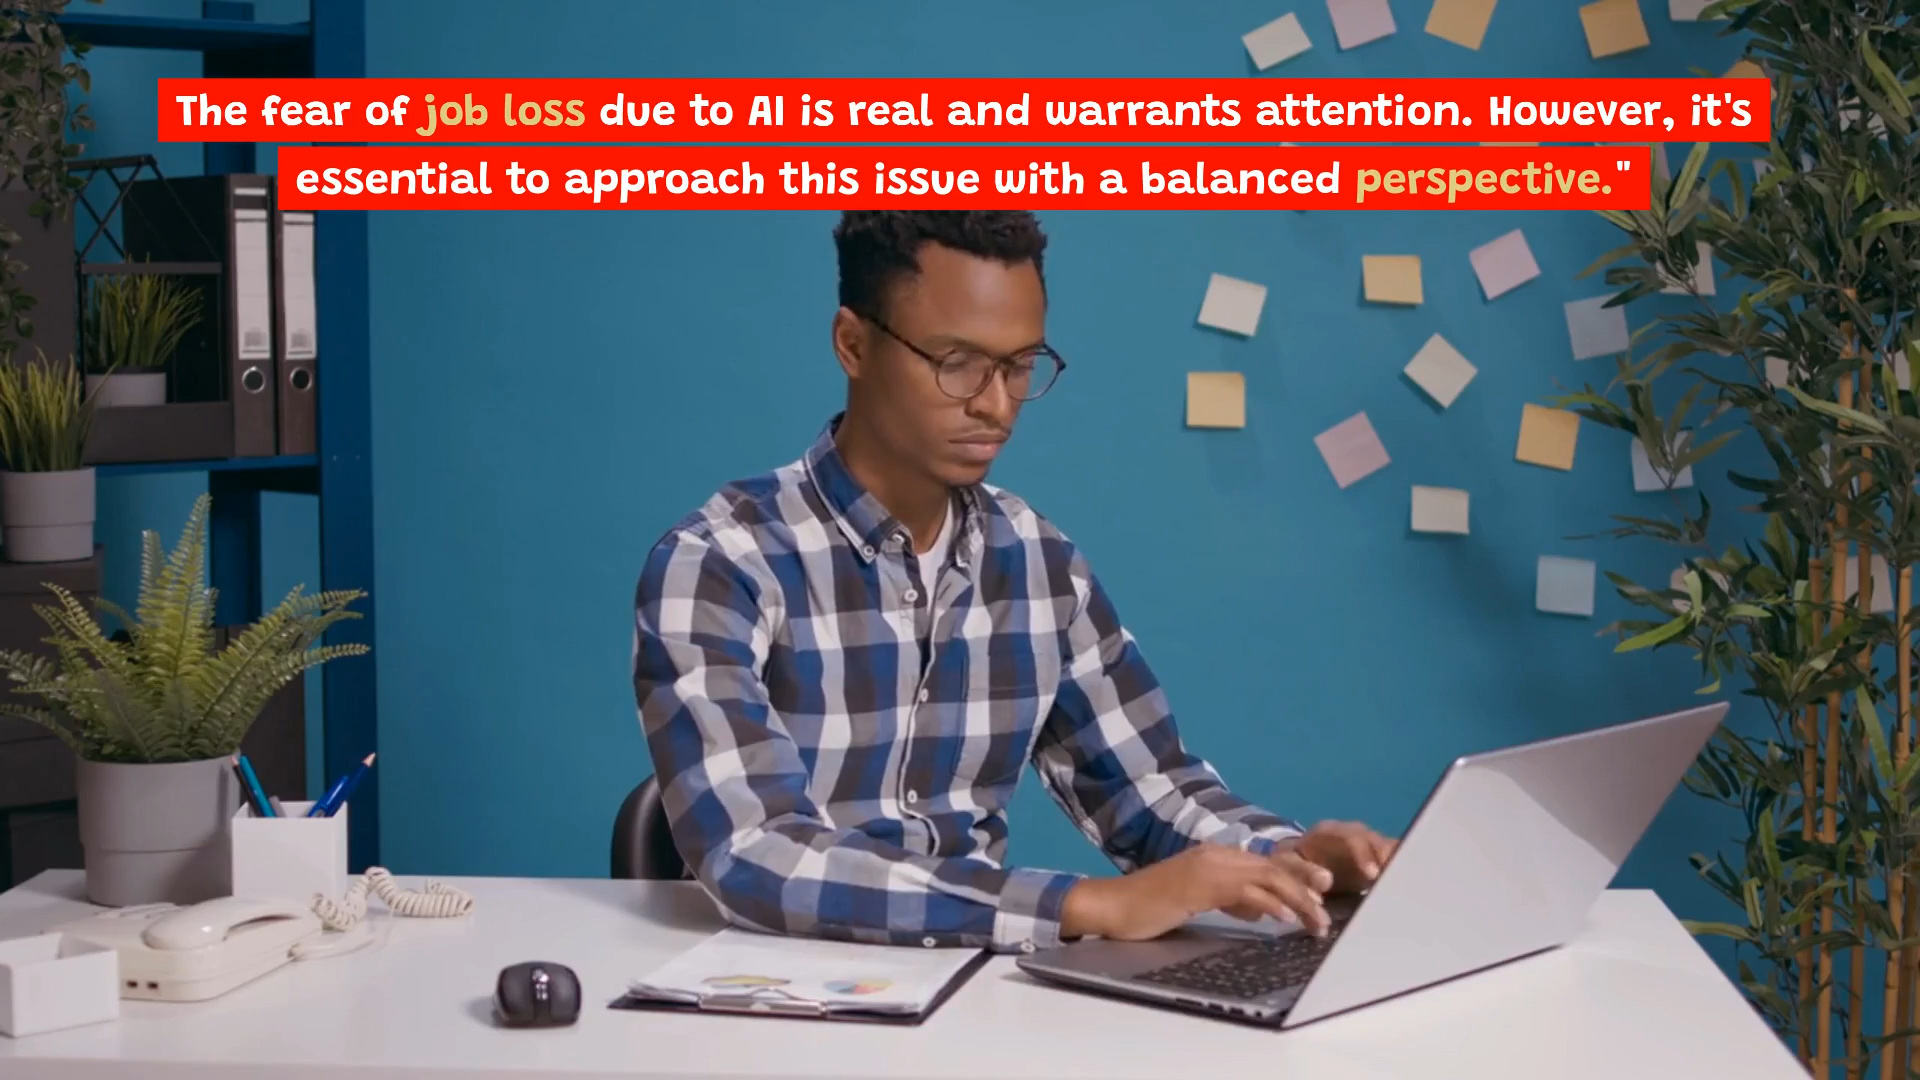 The fear of job loss due to AI is real and warrants attention. However, it's
essential to approach this issue with a balanced perspective."